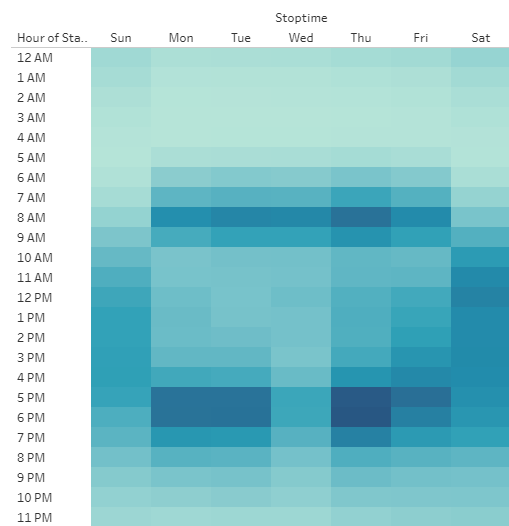 Stoptime
Hour of Sta.. Sun Mon Tue Wed Thu Fri Sat
12 AM
1 AM
2 AM
3 AM
4 AM
5 AM
6 AM
7 AM
8 AM
9 AM
10 AM
11 AM
12 PM
1 PM
2 PM
3 PM
4 PM
5 PM
6 PM
7 PM
8 PM
9 PM
10 PM
11 PM